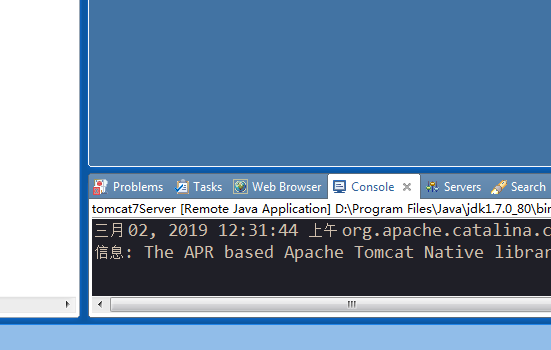 Problems Tasks Web Browser Console Servers Search
tomcat7Server [Remote Java Application] D:\Program Files\Java\jdk1.7.0_80\bin
三月 02, 2019 12:31:44 上午 org.apache.catalina.c
信息: The APR based Apache Tomcat Native librar